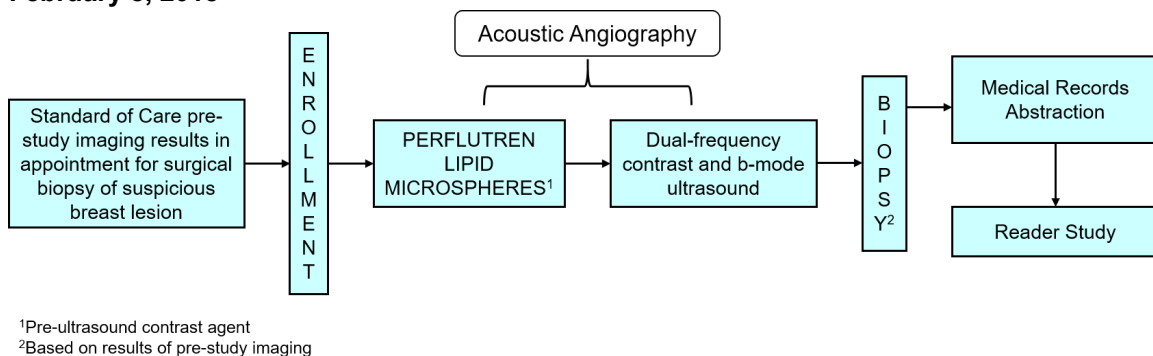 Acoustic Angiography
Standard of Care pre-
study imaging results in
appointment for surgical
biopsy of suspicious
breast lesion
ENROLLMENT
PERFLUTREN
LIPID
MICROSPHERES¹
Dual-frequency
contrast and b-mode
ultrasound
BIOPSY²
Medical Records
Abstraction
Reader Study
¹Pre-ultrasound contrast agent
²Based on results of pre-study imaging